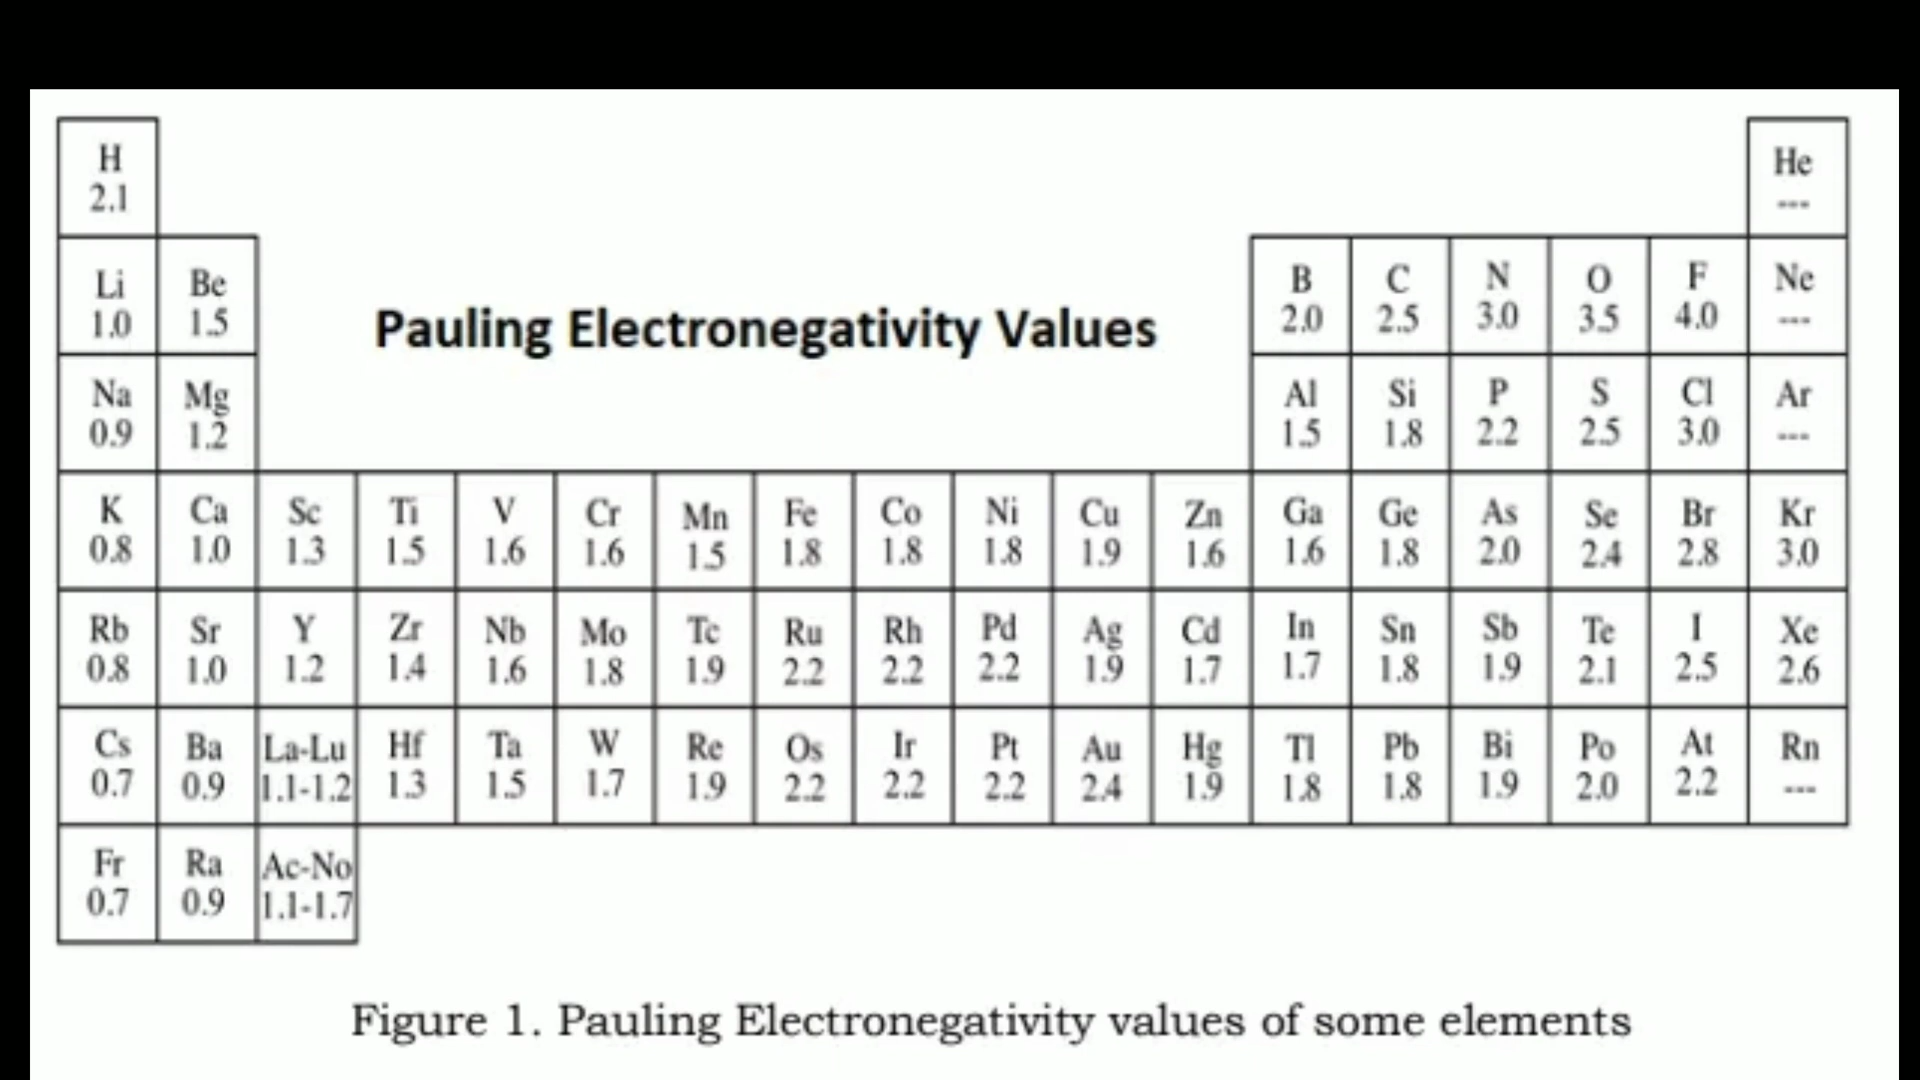 H He
2.1 ---
Li Be B C N O F Ne
1.0 1.5 Pauling Electronegativity Values 2.0 2.5 3.0 3.5 4.0 ---
Na Mg Al Si P S Cl Ar
0.9 1.2 1.5 1.8 2.2 2.5 3.0 ---
K Ca Sc Ti V Cr Mn Fe Co Ni Cu Zn Ga Ge As Se Br Kr
0.8 1.0 1.3 1.5 1.6 1.6 1.5 1.8 1.8 1.8 1.9 1.6 1.6 1.8 2.0 2.4 2.8 3.0
Rb Sr Y Zr Nb Mo Tc Ru Rh Pd Ag Cd In Sn Sb Te I Xe
0.8 1.0 1.2 1.4 1.6 1.8 1.9 2.2 2.2 2.2 1.9 1.7 1.7 1.8 1.9 2.1 2.5 2.6
Cs Ba La-Lu Hf Ta W Re Os Ir Pt Au Hg Tl Pb Bi Po At Rn
0.7 0.9 1.1-1.2 1.3 1.5 1.7 1.9 2.2 2.2 2.2 2.4 1.9 1.8 1.8 1.9 2.0 2.2 ---
Fr Ra Ac-No
0.7 0.9 1.1-1.7
Figure 1. Pauling Electronegativity values of some elements